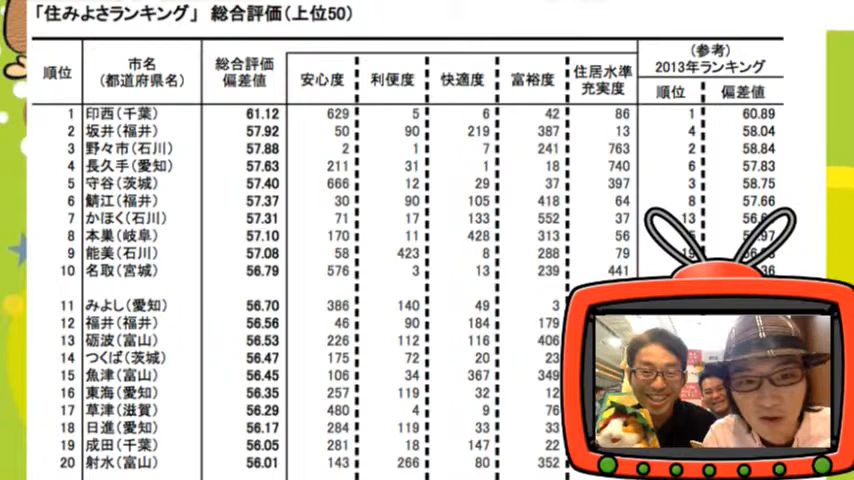 「住みよさランキング」 総合評価（上位50）
順位 市名（都道府県名） 総合評価偏差値 安心度 利便度 快適度 富裕度 住居水準充実度 （参考）2013年ランキング 順位 偏差値
1 印西（千葉） 61.12 629 5 6 42 86 1 60.89
2 坂井（福井） 57.92 50 90 219 387 13 4 58.04
3 野々市（石川） 57.88 2 1 7 241 763 2 58.84
4 長久手（愛知） 57.63 211 31 1 18 740 6 57.83
5 守谷（茨城） 57.40 666 12 29 37 397 3 58.75
6 鯖江（福井） 57.37 30 90 105 418 64 8 57.66
7 かほく（石川） 57.31 71 17 133 552 37 13
8 本巣（岐阜） 57.10 170 11 428 313 56
9 能美（石川） 57.08 58 423 8 288 79
10 名取（宮城） 56.79 576 3 13 239 441
11 みよし（愛知） 56.70 386 140 49 3
12 福井（福井） 56.56 46 90 184 179
13 砺波（富山） 56.53 226 112 116 406
14 つくば（茨城） 56.47 175 72 20 23
15 魚津（富山） 56.45 106 34 367 349
16 東海（愛知） 56.35 257 119 32 12
17 草津（滋賀） 56.29 480 4 9 76
18 日進（愛知） 56.17 284 119 33 33
19 成田（千葉） 56.05 281 18 147 22
20 射水（富山） 56.01 143 266 80 352